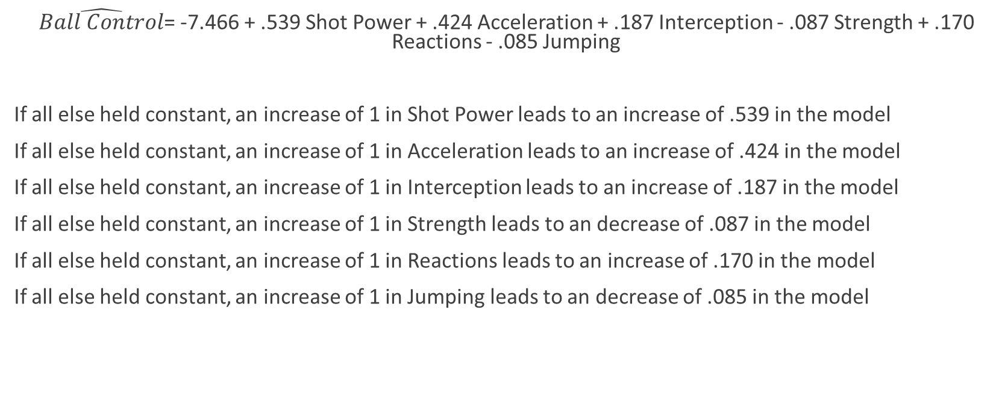 Ball Control= -7.466 + .539 Shot Power + .424 Acceleration + .187 Interception - .087 Strength + .170
Reactions - .085 Jumping
If all else held constant, an increase of 1 in Shot Power leads to an increase of .539 in the model
If all else held constant, an increase of 1 in Acceleration leads to an increase of .424 in the model
If all else held constant, an increase of 1 in Interception leads to an increase of .187 in the model
If all else held constant, an increase of 1 in Strength leads to an decrease of .087 in the model
If all else held constant, an increase of 1 in Reactions leads to an increase of .170 in the model
If all else held constant, an increase of 1 in Jumping leads to an decrease of .085 in the model